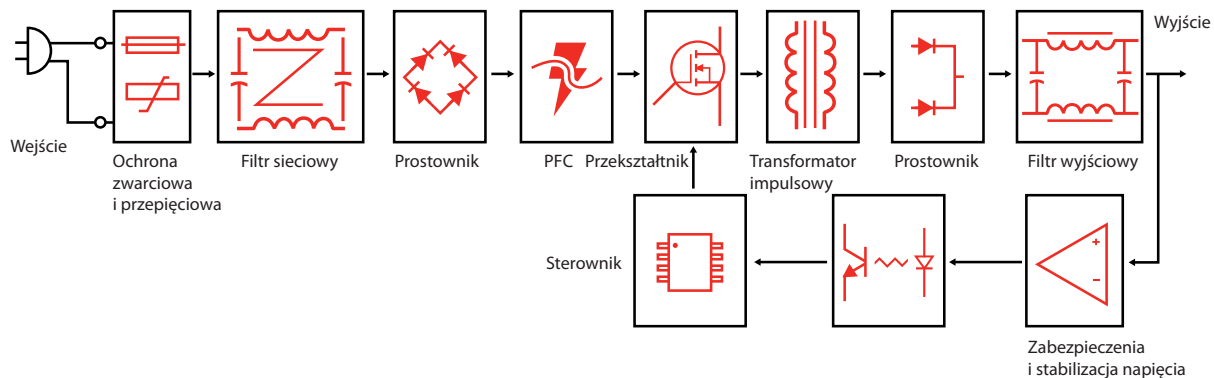 Wyjście
Wejście
Ochrona
zwarciowa
i przepięciowa
Filtr sieciowy
Prostownik
PFC
Przekształtnik
Transformator
impulsowy
Prostownik
Filtr wyjściowy
Sterownik
+
−
Zabezpieczenia
i stabilizacja napięcia